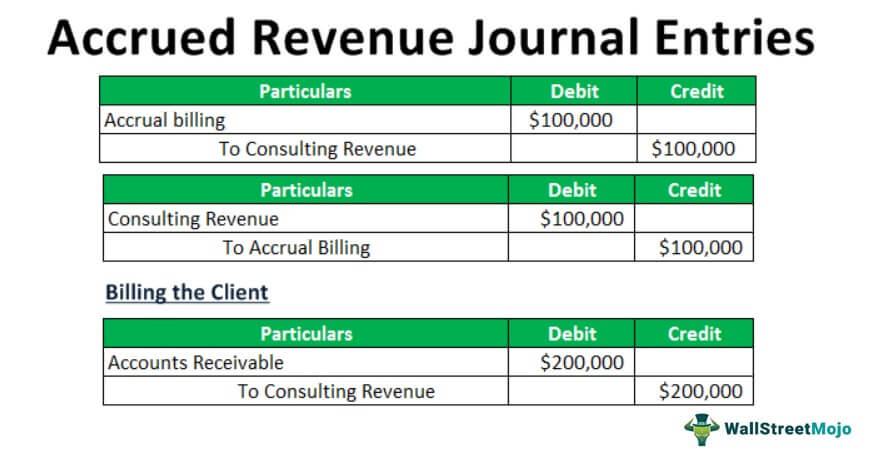 Accrued Revenue Journal Entries
Particulars Debit Credit
Accrual billing $100,000
To Consulting Revenue $100,000
Particulars Debit Credit
Consulting Revenue $100,000
To Accrual Billing $100,000
Billing the Client
Particulars Debit Credit
Accounts Receivable $200,000
To Consulting Revenue $200,000
WallStreetMojo